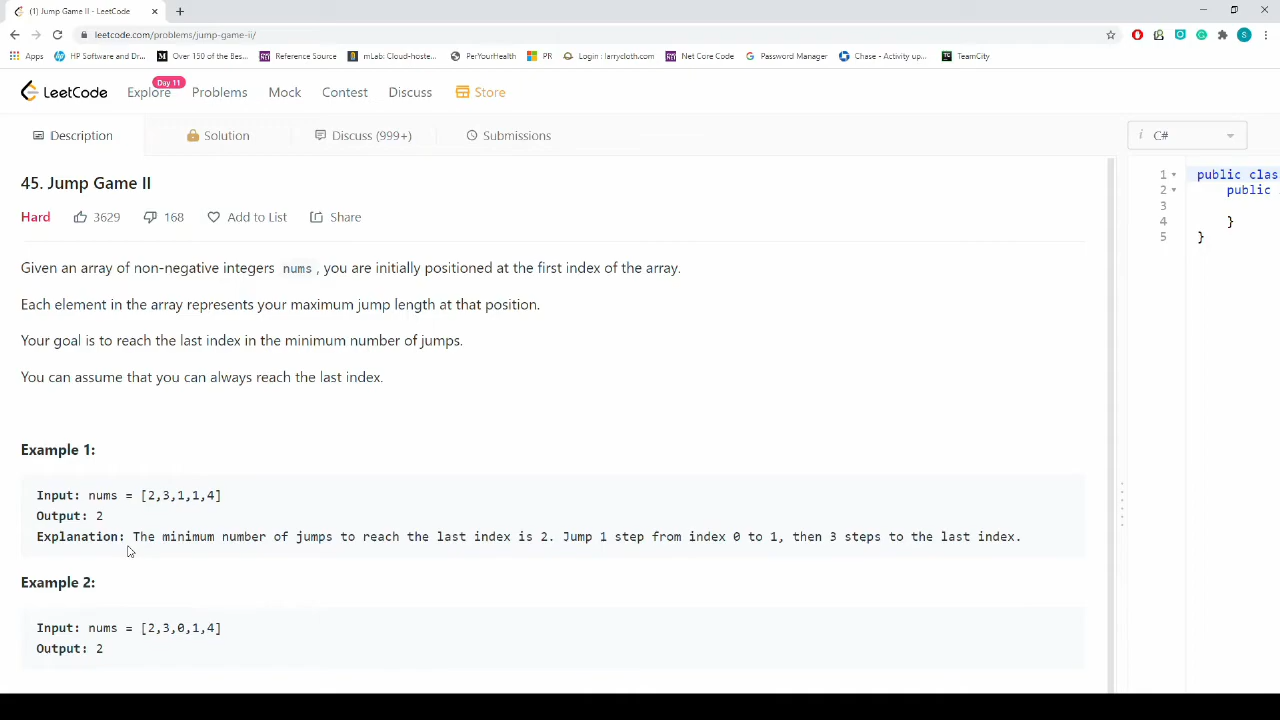 (1) Jump Game II - LeetCode
leetcode.com/problems/jump-game-ii/
S
Apps HP Software and Dr... Over 150 of the Bes... Reference Source mLab: Cloud-hoste... PerYourHealth PR Login : larrycloth.com Net Core Code Password Manager Chase - Activity up... TeamCity
LeetCode Explore Day 11 Problems Mock Contest Discuss Store
Description Solution Discuss (999+) Submissions
i C#
45. Jump Game II
Hard 3629 168 Add to List Share
Given an array of non-negative integers nums , you are initially positioned at the first index of the array.
Each element in the array represents your maximum jump length at that position.
Your goal is to reach the last index in the minimum number of jumps.
You can assume that you can always reach the last index.
Example 1:
Input: nums = [2,3,1,1,4]
Output: 2
Explanation: The minimum number of jumps to reach the last index is 2. Jump 1 step from index 0 to 1, then 3 steps to the last index.
Example 2:
Input: nums = [2,3,0,1,4]
Output: 2
1 public clas
2 public
3
4 }
5 }